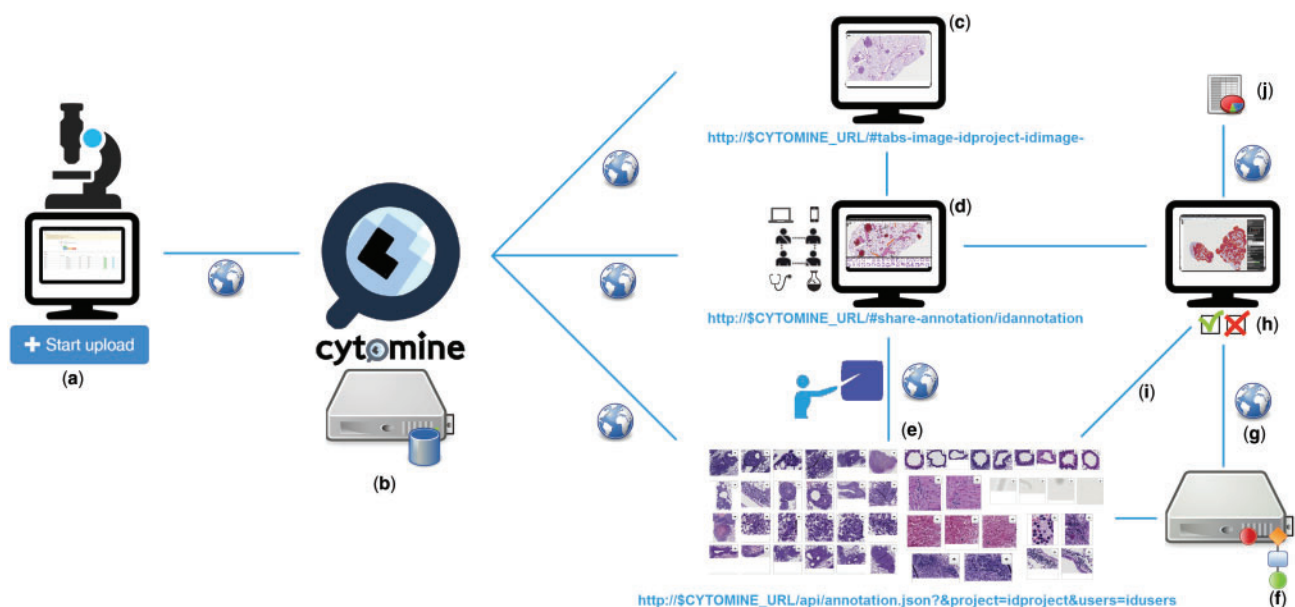 (c)
(j)
http://$CYTOMINE_URL/#tabs-image-idproject-idimage-
(d)
+ Start upload
cytomine
http://$CYTOMINE_URL/#share-annotation/idannotation
(h)
(a)
(i)
(e)
(g)
(b)
(f)
http://$CYTOMINE_URL/api/annotation.json?&project=idproject&users=idusers